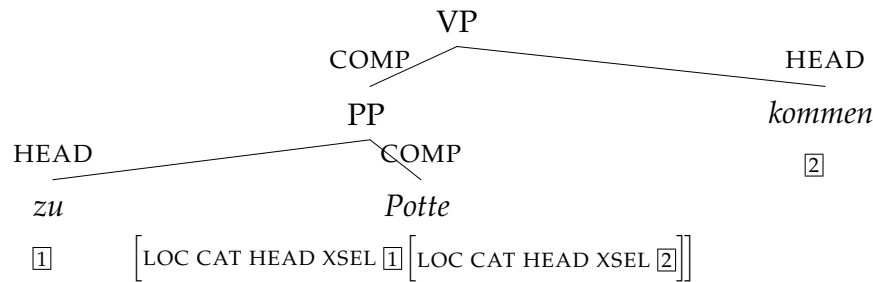 VP
COMP HEAD
PP kommen
HEAD COMP 2
zu Potte
1 [LOC CAT HEAD XSEL 1 [LOC CAT HEAD XSEL 2]]